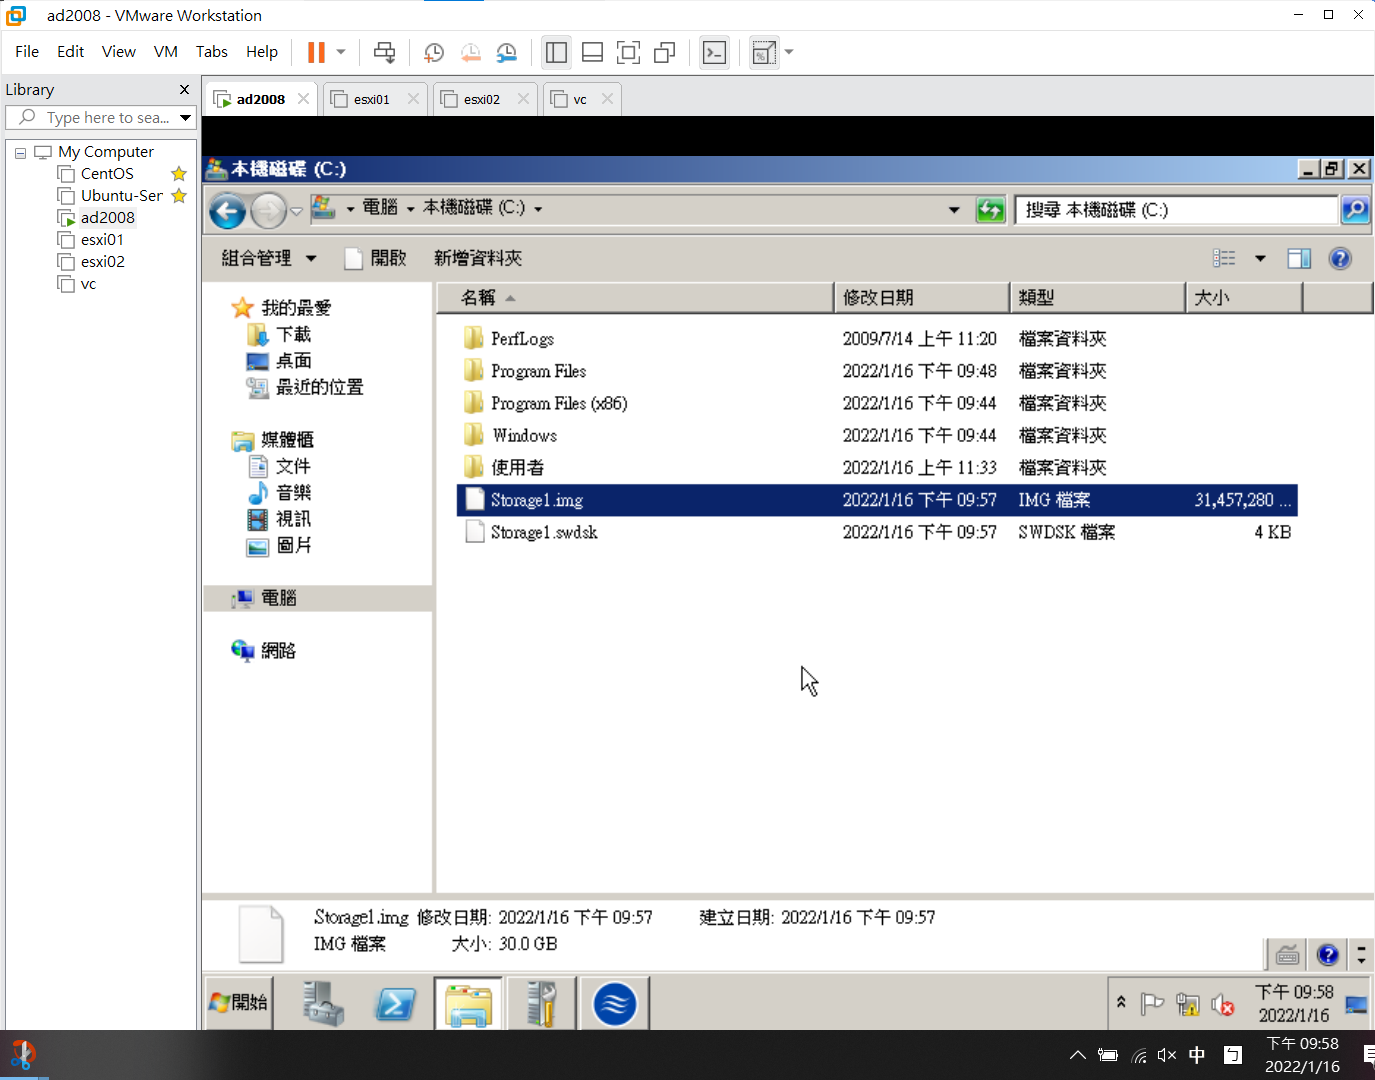 ad2008 - VMware Workstation
File Edit View VM Tabs Help
Library
Type here to sea...
My Computer
CentOS
Ubuntu-Ser
ad2008
esxi01
esxi02
vc
ad2008 esxi01 esxi02 vc
本機磁碟 (C:)
電腦 本機磁碟 (C:)
搜尋 本機磁碟 (C:)
組合管理 開啟 新增資料夾
我的最愛
下載
桌面
最近的位置
媒體櫃
文件
音樂
視訊
圖片
電腦
網路
名稱 修改日期 類型 大小
PerfLogs 2009/7/14 上午 11:20 檔案資料夾
Program Files 2022/1/16 下午 09:48 檔案資料夾
Program Files (x86) 2022/1/16 下午 09:44 檔案資料夾
Windows 2022/1/16 下午 09:44 檔案資料夾
使用者 2022/1/16 上午 11:33 檔案資料夾
Storage1.img 2022/1/16 下午 09:57 IMG 檔案 31,457,280 ...
Storage1.swdsk 2022/1/16 下午 09:57 SWDSK 檔案 4 KB
Storage1.img 修改日期: 2022/1/16 下午 09:57 建立日期: 2022/1/16 下午 09:57
IMG 檔案 大小: 30.0 GB
開始
下午 09:58
2022/1/16
中
下午 09:58
2022/1/16